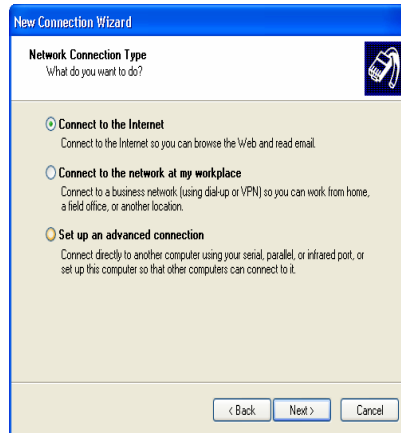 New Connection Wizard
Network Connection Type
What do you want to do?
Connect to the Internet
Connect to the Internet so you can browse the Web and read email.
Connect to the network at my workplace
Connect to a business network (using dial-up or VPN) so you can work from home,
a field office, or another location.
Set up an advanced connection
Connect directly to another computer using your serial, parallel, or infrared port, or
set up this computer so that other computers can connect to it.
< Back Next > Cancel